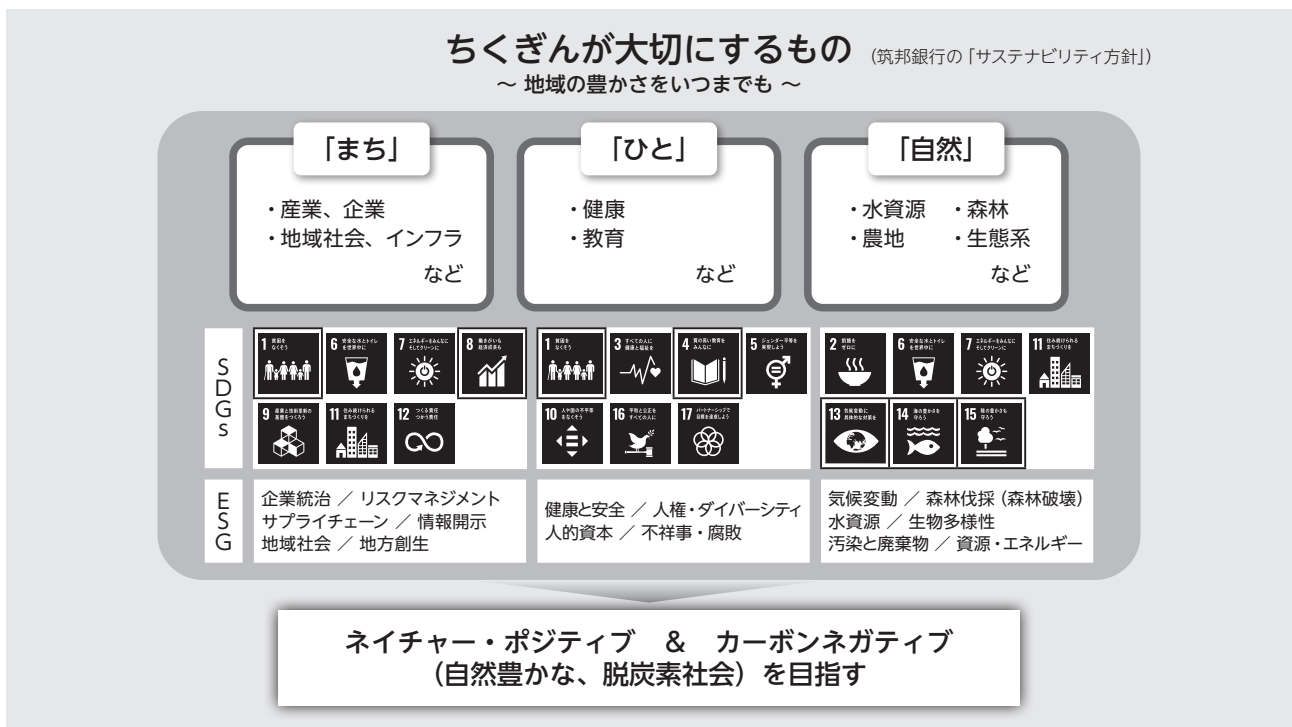 ちくぎんが大切にするもの (筑邦銀行の「サステナビリティ方針」)
～ 地域の豊かさをいつまでも ～
「まち」
・産業、企業
・地域社会、インフラ
など
「ひと」
・健康
・教育
など
「自然」
・水資源 ・森林
・農地 ・生態系
など
SDGs
1 貧困を
なくそう
6 安全な水とトイレ
を世界中に
7 エネルギーをみんなに
そしてクリーンに
8 働きがいも
経済成長も
9 産業と技術革新の
基盤をつくろう
11 住み続けられる
まちづくりを
12 つくる責任
つかう責任
1 貧困を
なくそう
3 すべての人に
健康と福祉を
4 質の高い教育を
みんなに
5 ジェンダー平等を
実現しよう
10 人や国の不平等
をなくそう
16 平和と公正を
すべての人に
17 パートナーシップで
目標を達成しよう
2 飢餓を
ゼロに
6 安全な水とトイレ
を世界中に
7 エネルギーをみんなに
そしてクリーンに
11 住み続けられる
まちづくりを
13 気候変動に
具体的な対策を
14 海の豊かさを
守ろう
15 陸の豊かさも
守ろう
ESG
企業統治 ／ リスクマネジメント
サプライチェーン ／ 情報開示
地域社会 ／ 地方創生
健康と安全 ／ 人権・ダイバーシティ
人的資本 ／ 不祥事・腐敗
気候変動 ／ 森林伐採（森林破壊）
水資源 ／ 生物多様性
汚染と廃棄物 ／ 資源・エネルギー
ネイチャー・ポジティブ ＆ カーボンネガティブ
（自然豊かな、脱炭素社会）を目指す